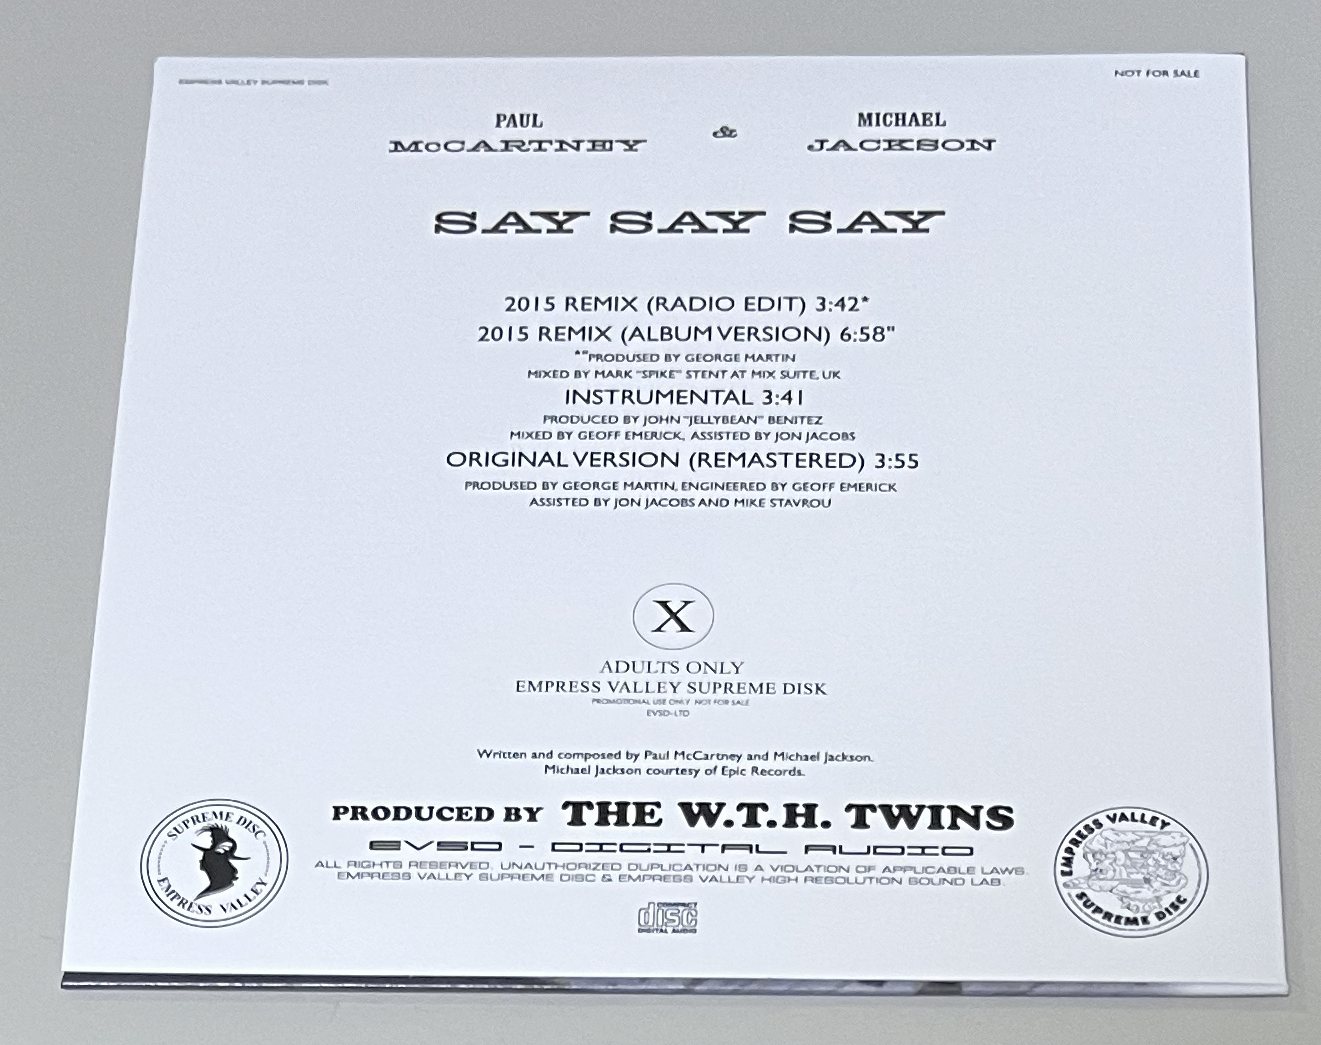 EMPRESS VALLEY SUPREME DISK
NOT FOR SALE
PAUL
McCARTNEY
&
MICHAEL
JACKSON
SAY SAY SAY
2015 REMIX (RADIO EDIT) 3:42*
2015 REMIX (ALBUM VERSION) 6:58"
*"PRODUSED BY GEORGE MARTIN
MIXED BY MARK "SPIKE" STENT AT MIX SUITE, UK
INSTRUMENTAL 3:41
PRODUCED BY JOHN "JELLYBEAN" BENITEZ
MIXED BY GEOFF EMERICK, ASSISTED BY JON JACOBS
ORIGINAL VERSION (REMASTERED) 3:55
PRODUSED BY GEORGE MARTIN, ENGINEERED BY GEOFF EMERICK
ASSISTED BY JON JACOBS AND MIKE STAVROU
X
ADULTS ONLY
EMPRESS VALLEY SUPREME DISK
PROMOTIONAL USE ONLY NOT FOR SALE
EVSD-LTD
Written and composed by Paul McCartney and Michael Jackson.
Michael Jackson courtesy of Epic Records.
PRODUCED BY THE W.T.H. TWINS
EVSD - DIGITAL AUDIO
ALL RIGHTS RESERVED. UNAUTHORIZED DUPLICATION IS A VIOLATION OF APPLICABLE LAWS.
EMPRESS VALLEY SUPREME DISC & EMPRESS VALLEY HIGH RESOLUTION SOUND LAB.
SUPREME DISC
EMPRESS VALLEY
EMPRESS VALLEY
SUPREME DISC
COMPACT
disc
DIGITAL AUDIO